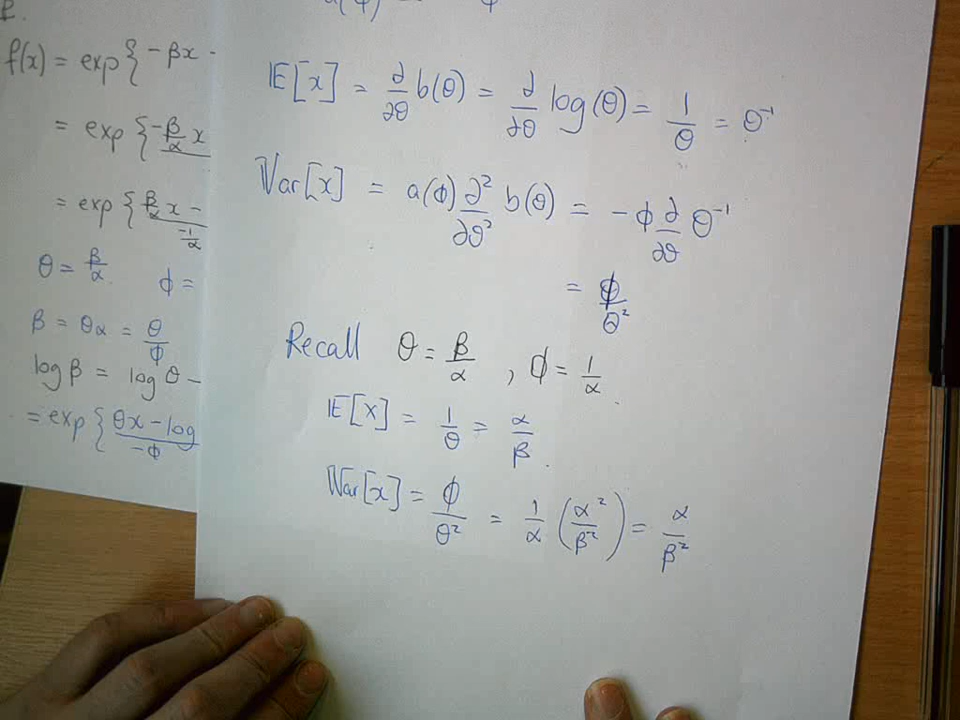 f(x) = exp{ -βx -
= exp { -β/α x
= exp { β/α x - / -1/α
θ = β/α ϕ =
β = θα = θ/ϕ
log β = log θ -
= exp { θx - log / -ϕ
a(ϕ)
𝔼[x] = ∂/∂θ b(θ) = ∂/∂θ log(θ) = 1/θ = θ⁻¹
Var[x] = a(ϕ) ∂²/∂θ² b(θ) = -ϕ ∂/∂θ θ⁻¹
= ϕ/θ²
Recall θ = β/α , ϕ = 1/α .
𝔼[x] = 1/θ = α/β .
Var[x] = ϕ/θ² = 1/α (α²/β²) = α/β²